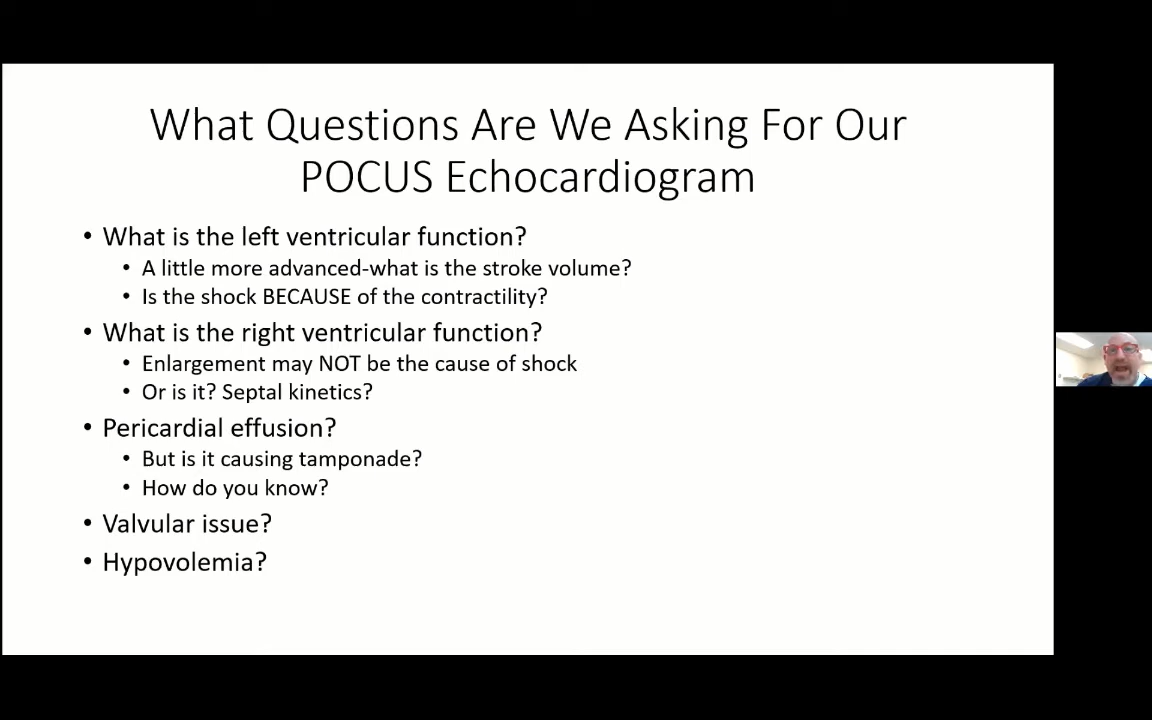 What Questions Are We Asking For Our
POCUS Echocardiogram
• What is the left ventricular function?
• A little more advanced-what is the stroke volume?
• Is the shock BECAUSE of the contractility?
• What is the right ventricular function?
• Enlargement may NOT be the cause of shock
• Or is it? Septal kinetics?
• Pericardial effusion?
• But is it causing tamponade?
• How do you know?
• Valvular issue?
• Hypovolemia?